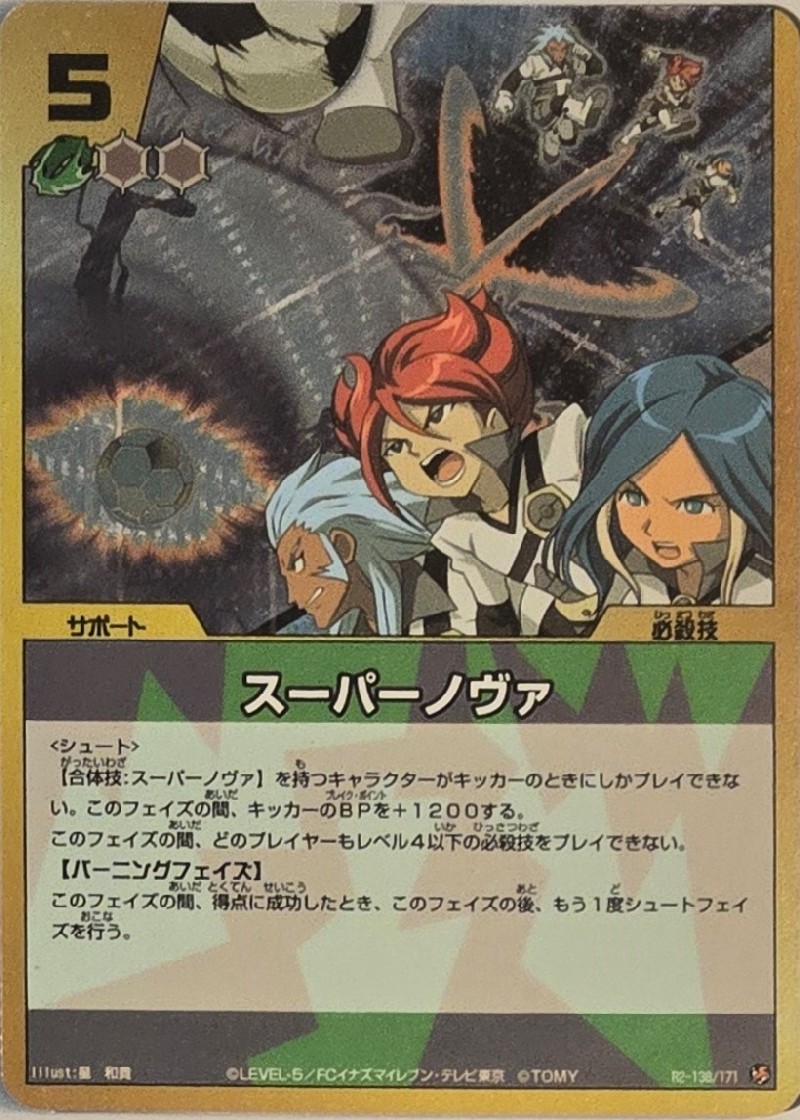 5
サポート
必殺技
スーパーノヴァ
<シュート>
【合体技:スーパーノヴァ】を持つキャラクターがキッカーのときにしかプレイできな
い。このフェイズの間、キッカーのBPを+1200する。
このフェイズの間、どのプレイヤーもレベル4以下の必殺技をプレイできない。
【バーニングフェイズ】
このフェイズの間、得点に成功したとき、このフェイズの後、もう1度シュートフェイ
ズを行う。
Illust:星 和貴
©LEVEL-5/FCイナズマイレブン・テレビ東京 ©TOMY
R2-138/171